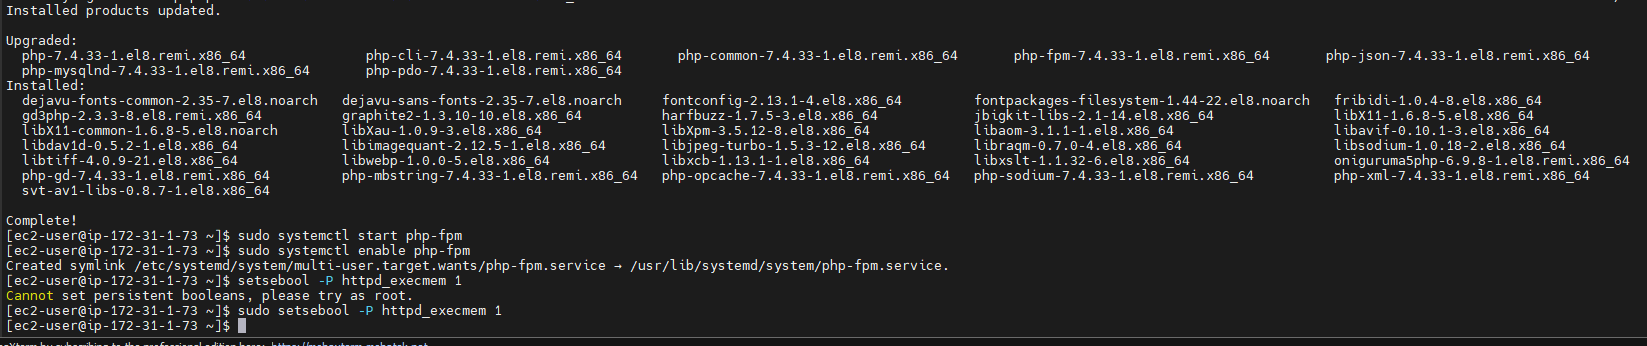 Installed products updated.
Upgraded:
php-7.4.33-1.el8.remi.x86_64 php-cli-7.4.33-1.el8.remi.x86_64 php-common-7.4.33-1.el8.remi.x86_64 php-fpm-7.4.33-1.el8.remi.x86_64 php-json-7.4.33-1.el8.remi.x86_64
php-mysqlnd-7.4.33-1.el8.remi.x86_64 php-pdo-7.4.33-1.el8.remi.x86_64
Installed:
dejavu-fonts-common-2.35-7.el8.noarch dejavu-sans-fonts-2.35-7.el8.noarch fontconfig-2.13.1-4.el8.x86_64 fontpackages-filesystem-1.44-22.el8.noarch fribidi-1.0.4-8.el8.x86_64
gd3php-2.3.3-8.el8.remi.x86_64 graphite2-1.3.10-10.el8.x86_64 harfbuzz-1.7.5-3.el8.x86_64 jbigkit-libs-2.1-14.el8.x86_64 libX11-1.6.8-5.el8.x86_64
libX11-common-1.6.8-5.el8.noarch libXau-1.0.9-3.el8.x86_64 libXpm-3.5.12-8.el8.x86_64 libaom-3.1.1-1.el8.x86_64 libavif-0.10.1-3.el8.x86_64
libdav1d-0.5.2-1.el8.x86_64 libimagequant-2.12.5-1.el8.x86_64 libjpeg-turbo-1.5.3-12.el8.x86_64 libraqm-0.7.0-4.el8.x86_64 libsodium-1.0.18-2.el8.x86_64
libtiff-4.0.9-21.el8.x86_64 libwebp-1.0.0-5.el8.x86_64 libxcb-1.13.1-1.el8.x86_64 libxslt-1.1.32-6.el8.x86_64 oniguruma5php-6.9.8-1.el8.remi.x86_64
php-gd-7.4.33-1.el8.remi.x86_64 php-mbstring-7.4.33-1.el8.remi.x86_64 php-opcache-7.4.33-1.el8.remi.x86_64 php-sodium-7.4.33-1.el8.remi.x86_64 php-xml-7.4.33-1.el8.remi.x86_64
svt-av1-libs-0.8.7-1.el8.x86_64
Complete!
[ec2-user@ip-172-31-1-73 ~]$ sudo systemctl start php-fpm
[ec2-user@ip-172-31-1-73 ~]$ sudo systemctl enable php-fpm
Created symlink /etc/systemd/system/multi-user.target.wants/php-fpm.service → /usr/lib/systemd/system/php-fpm.service.
[ec2-user@ip-172-31-1-73 ~]$ setsebool -P httpd_execmem 1
Cannot set persistent booleans, please try as root.
[ec2-user@ip-172-31-1-73 ~]$ sudo setsebool -P httpd_execmem 1
[ec2-user@ip-172-31-1-73 ~]$